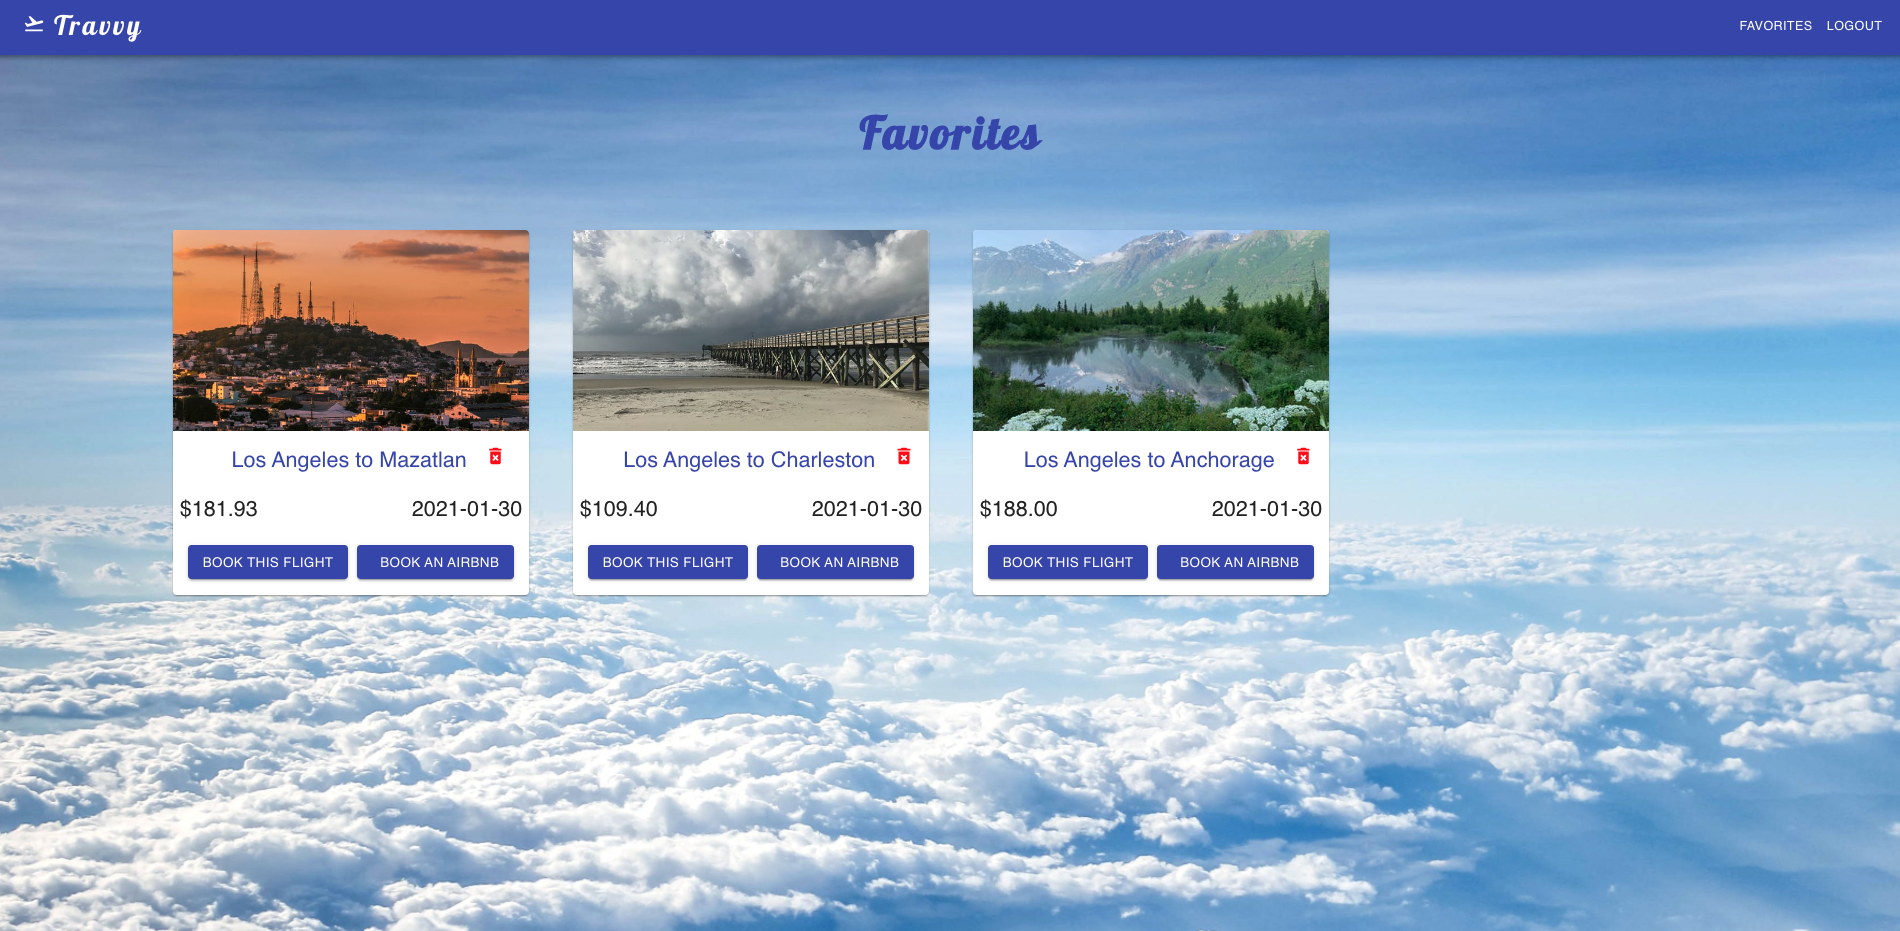 Travvy
FAVORITES LOGOUT
Favorites
Los Angeles to Mazatlan
$181.93 2021-01-30
BOOK THIS FLIGHT BOOK AN AIRBNB
Los Angeles to Charleston
$109.40 2021-01-30
BOOK THIS FLIGHT BOOK AN AIRBNB
Los Angeles to Anchorage
$188.00 2021-01-30
BOOK THIS FLIGHT BOOK AN AIRBNB